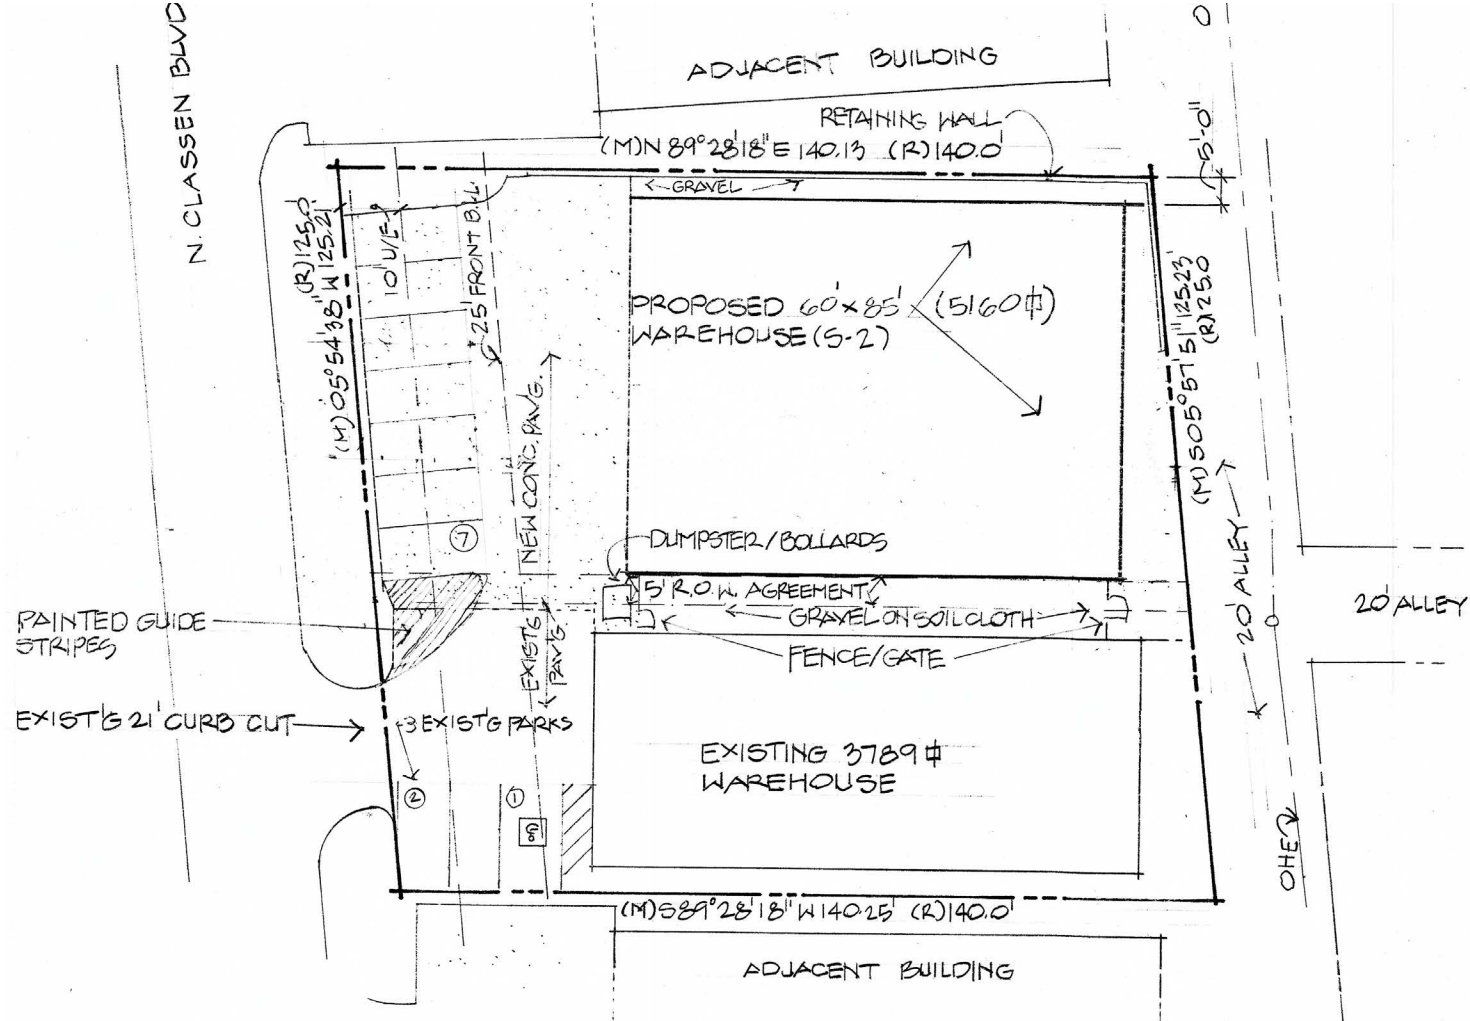 N. CLASSEN BLVD
ADJACENT BUILDING
RETAINING WALL
(M)N 89°28'18" E 140.13 (R)140.0'
5'-0"
GRAVEL
(R)125.0'
(M) 05°54'38" W 125.2'
10' U/E
25' FRONT B.L.
PROPOSED 60' x 85' (5160⏍)
WAREHOUSE (S-2)
(M) S05°57'51" 125.23'
(R)125.0
NEW CONC. PAV'G.
7
DUMPSTER/BOLLARDS
5' R.O.W. AGREEMENT
GRAVEL ON SOIL CLOTH
20' ALLEY
20' ALLEY
PAINTED GUIDE
STRIPES
EXIST'G
PAV'G
FENCE/GATE
EXIST'G 21' CURB CUT
3 EXIST'G PARKS
EXISTING 3789⏍
WAREHOUSE
2
1
OHE
(M)S89°28'18" W 140.25' (R)140.0'
ADJACENT BUILDING